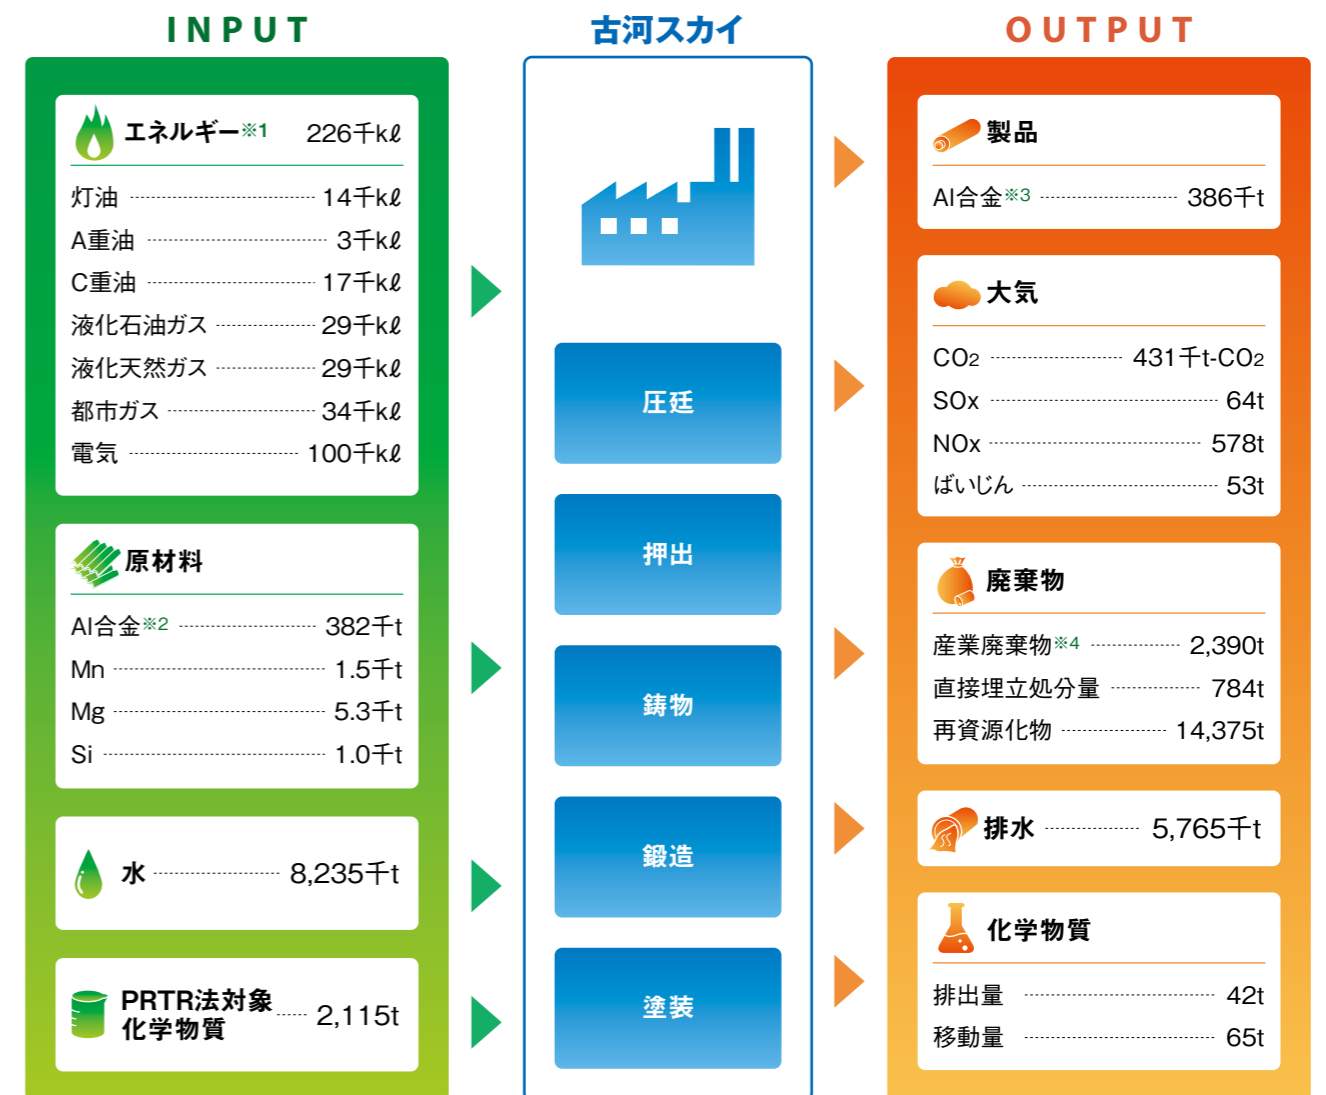 INPUT
エネルギー※1 226千kℓ
灯油 14千kℓ
A重油 3千kℓ
C重油 17千kℓ
液化石油ガス 29千kℓ
液化天然ガス 29千kℓ
都市ガス 34千kℓ
電気 100千kℓ
原材料
Al合金※2 382千t
Mn 1.5千t
Mg 5.3千t
Si 1.0千t
水 8,235千t
PRTR法対象
化学物質 2,115t
古河スカイ
圧延
押出
鋳物
鍛造
塗装
OUTPUT
製品
Al合金※3 386千t
大気
CO2 431千t-CO2
SOx 64t
NOx 578t
ばいじん 53t
廃棄物
産業廃棄物※4 2,390t
直接埋立処分量 784t
再資源化物 14,375t
排水 5,765千t
化学物質
排出量 42t
移動量 65t